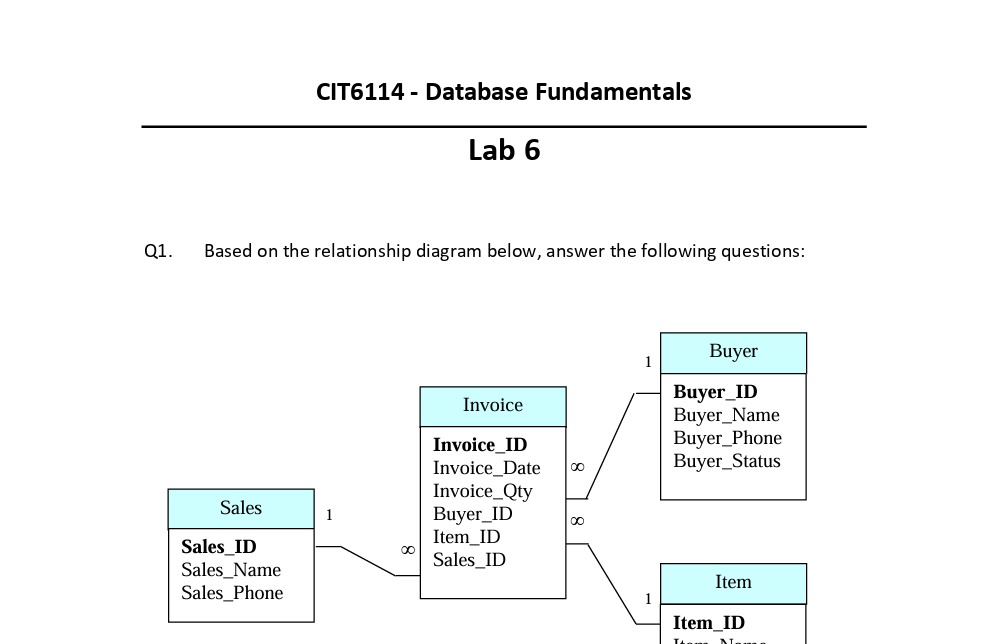 CIT6114 - Database Fundamentals
Lab 6
Q1. Based on the relationship diagram below, answer the following questions:
Buyer
1
Buyer_ID
Buyer_Name
Buyer_Phone
Buyer_Status
Invoice
Invoice_ID
Invoice_Date
Invoice_Qty
Buyer_ID
Item_ID
Sales_ID
∞
∞
∞
Sales
1
Sales_ID
Sales_Name
Sales_Phone
Item
1
Item_ID